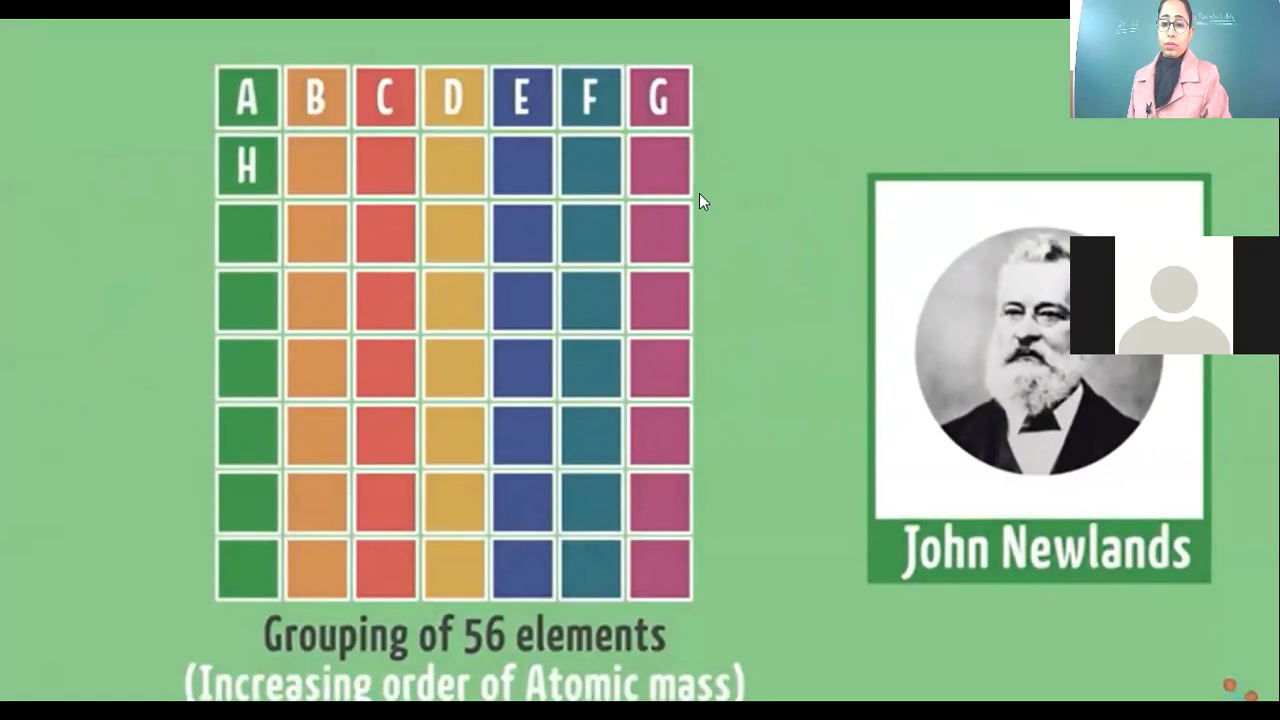 A B C D E F G
H
John Newlands
Grouping of 56 elements
(Increasing order of Atomic mass)